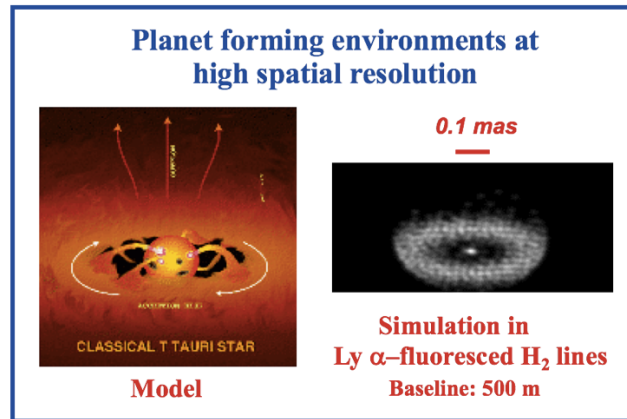 Planet forming environments at
high spatial resolution
0.1 mas
CLASSICAL T TAURI STAR
Model
Simulation in
Ly α–fluoresced H₂ lines
Baseline: 500 m